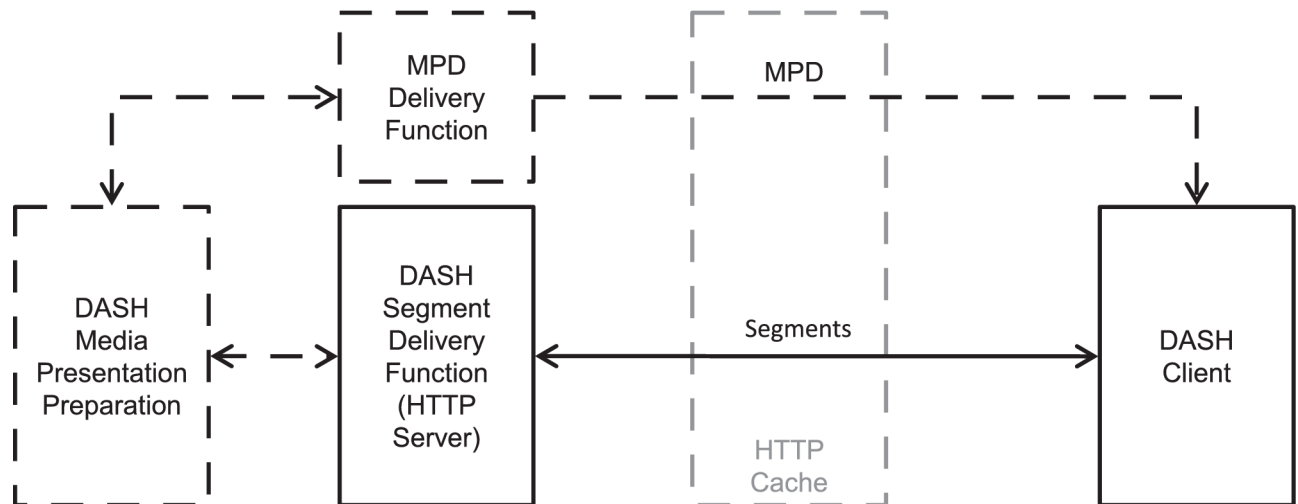 MPD
Delivery
Function
MPD
DASH
Media
Presentation
Preparation
DASH
Segment
Delivery
Function
(HTTP
Server)
Segments
HTTP
Cache
DASH
Client